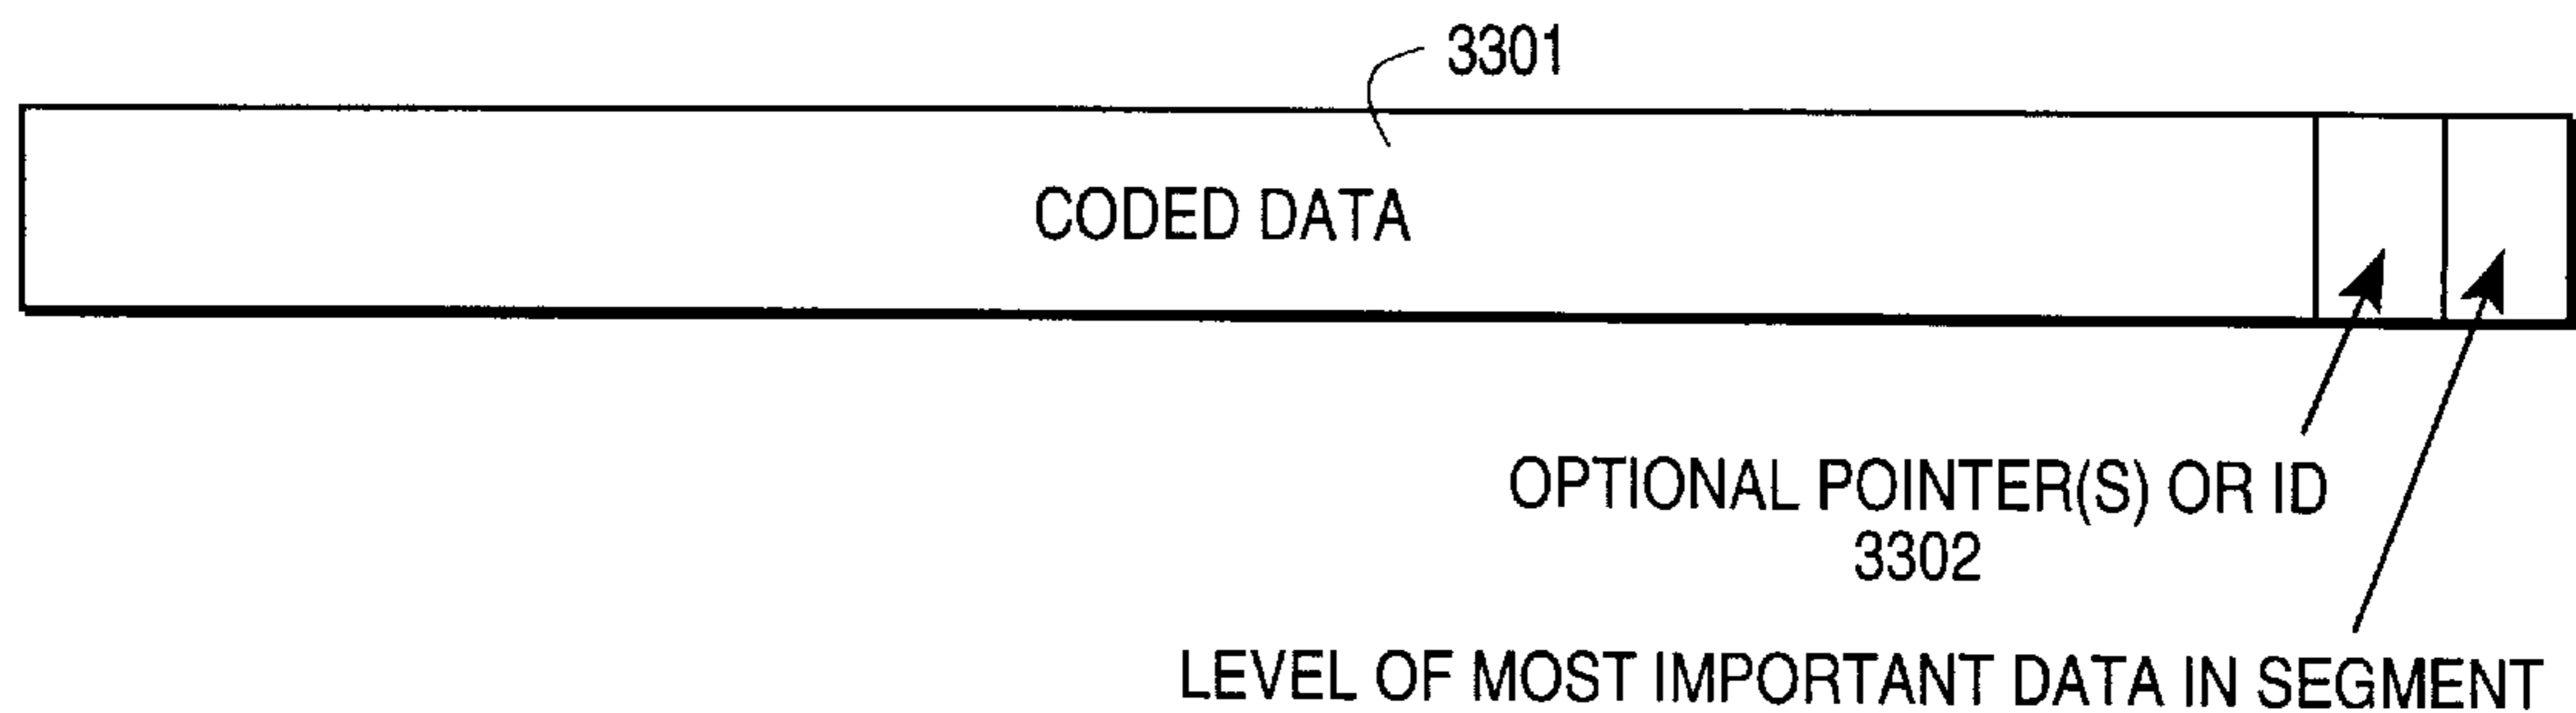 3301
CODED DATA
OPTIONAL POINTER(S) OR ID
3302
LEVEL OF MOST IMPORTANT DATA IN SEGMENT